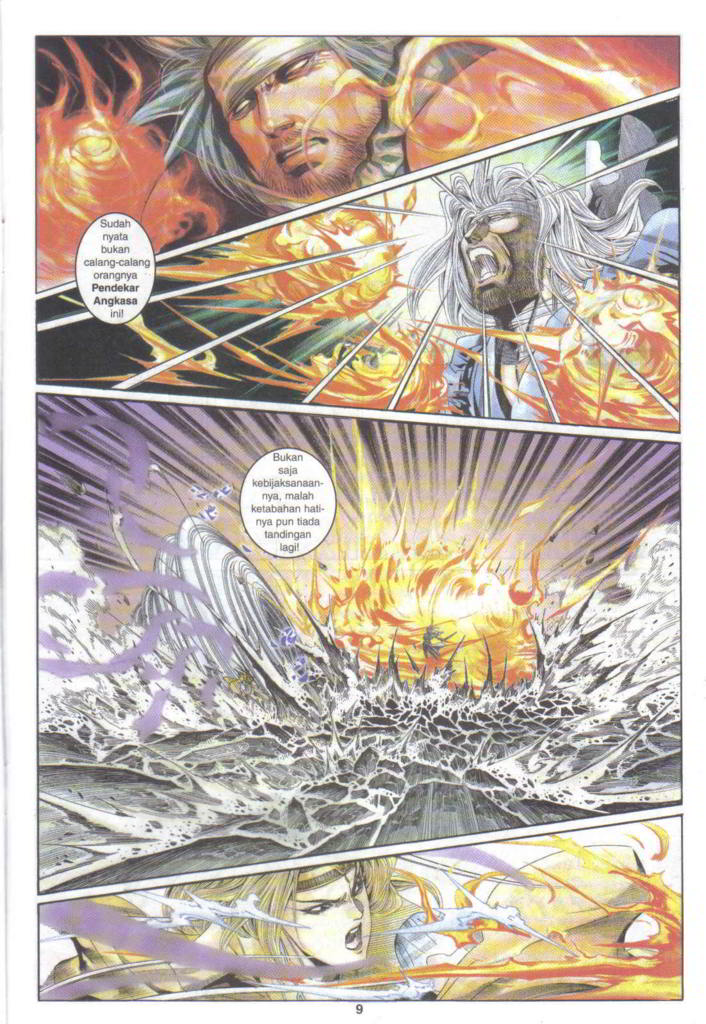 Sudah
nyata
bukan
calang-calang
orangnya
Pendekar
Angkasa
ini!
Bukan
saja
kebijaksanaan-
nya, malah
ketabahan hati-
nya pun tiada
tandingan
lagi!
9